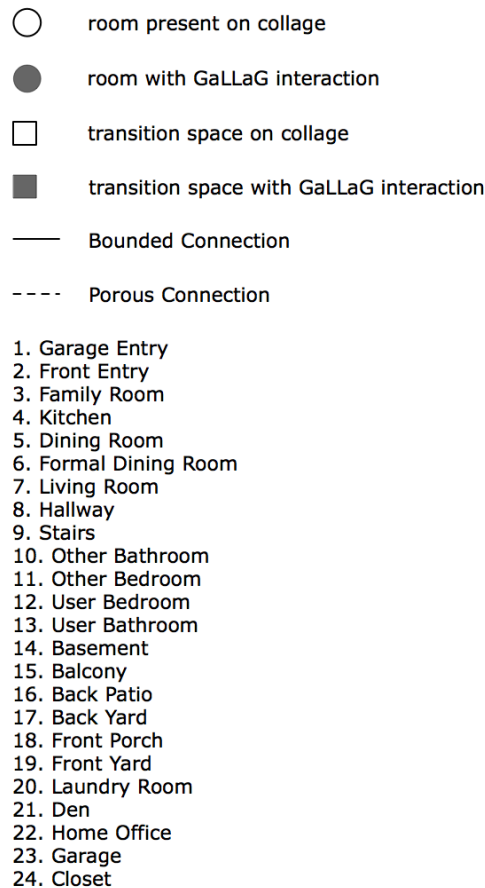 room present on collage
room with GaLLaG interaction
transition space on collage
transition space with GaLLaG interaction
Bounded Connection
Porous Connection
1. Garage Entry
2. Front Entry
3. Family Room
4. Kitchen
5. Dining Room
6. Formal Dining Room
7. Living Room
8. Hallway
9. Stairs
10. Other Bathroom
11. Other Bedroom
12. User Bedroom
13. User Bathroom
14. Basement
15. Balcony
16. Back Patio
17. Back Yard
18. Front Porch
19. Front Yard
20. Laundry Room
21. Den
22. Home Office
23. Garage
24. Closet